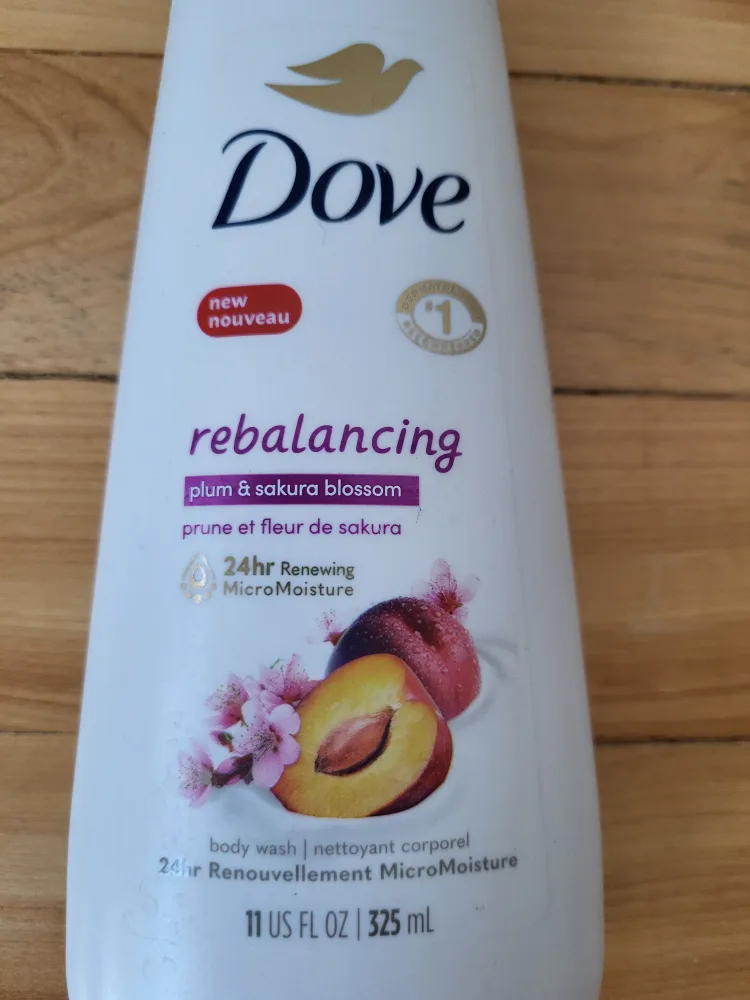 Dove
new
nouveau
#1
rebalancing
plum & sakura blossom
prune et fleur de sakura
24hr Renewing
MicroMoisture
body wash | nettoyant corporel
24hr Renouvellement MicroMoisture
11 US FL OZ | 325 mL